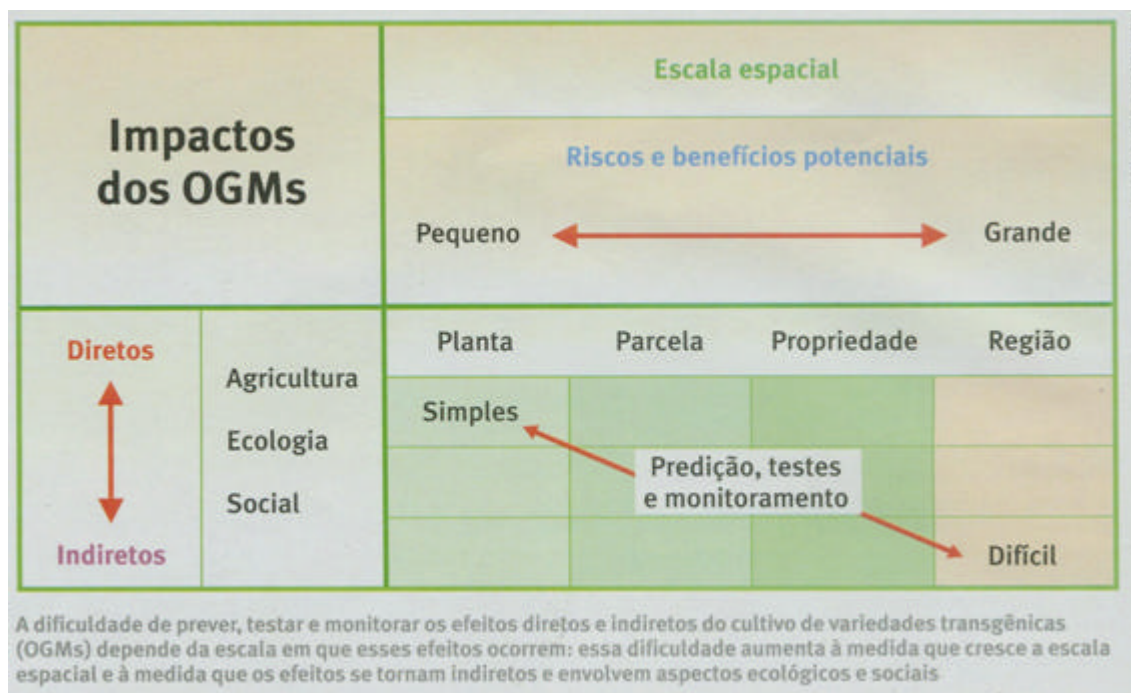 Impactos
dos OGMs
Escala espacial
Riscos e benefícios potenciais
Pequeno
Grande
Diretos
Indiretos
Agricultura
Ecologia
Social
Planta
Parcela
Propriedade
Região
Simples
Predição, testes
e monitoramento
Difícil
A dificuldade de prever, testar e monitorar os efeitos diretos e indiretos do cultivo de variedades transgênicas
(OGMs) depende da escala em que esses efeitos ocorrem: essa dificuldade aumenta à medida que cresce a escala
espacial e à medida que os efeitos se tornam indiretos e envolvem aspectos ecológicos e sociais